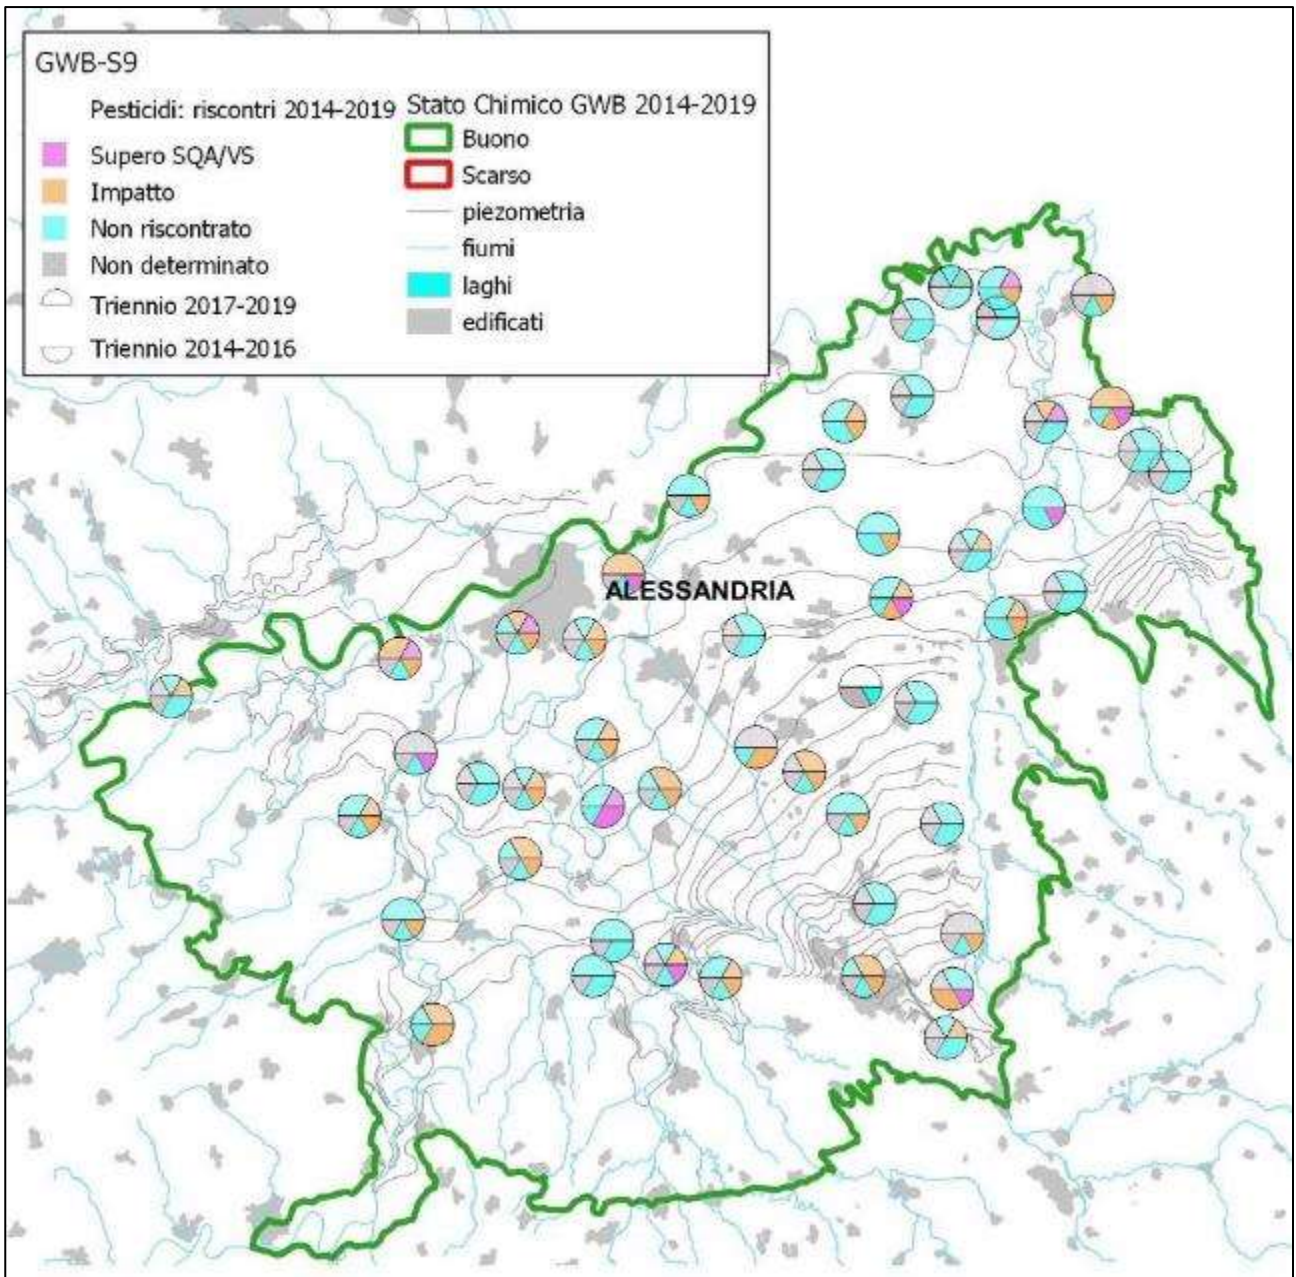 GWB-S9
Pesticidi: riscontri 2014-2019
Supero SQA/VS
Impatto
Non riscontrato
Non determinato
Triennio 2017-2019
Triennio 2014-2016
Stato Chimico GWB 2014-2019
Buono
Scarso
piezometria
fiumi
laghi
edificati
ALESSANDRIA